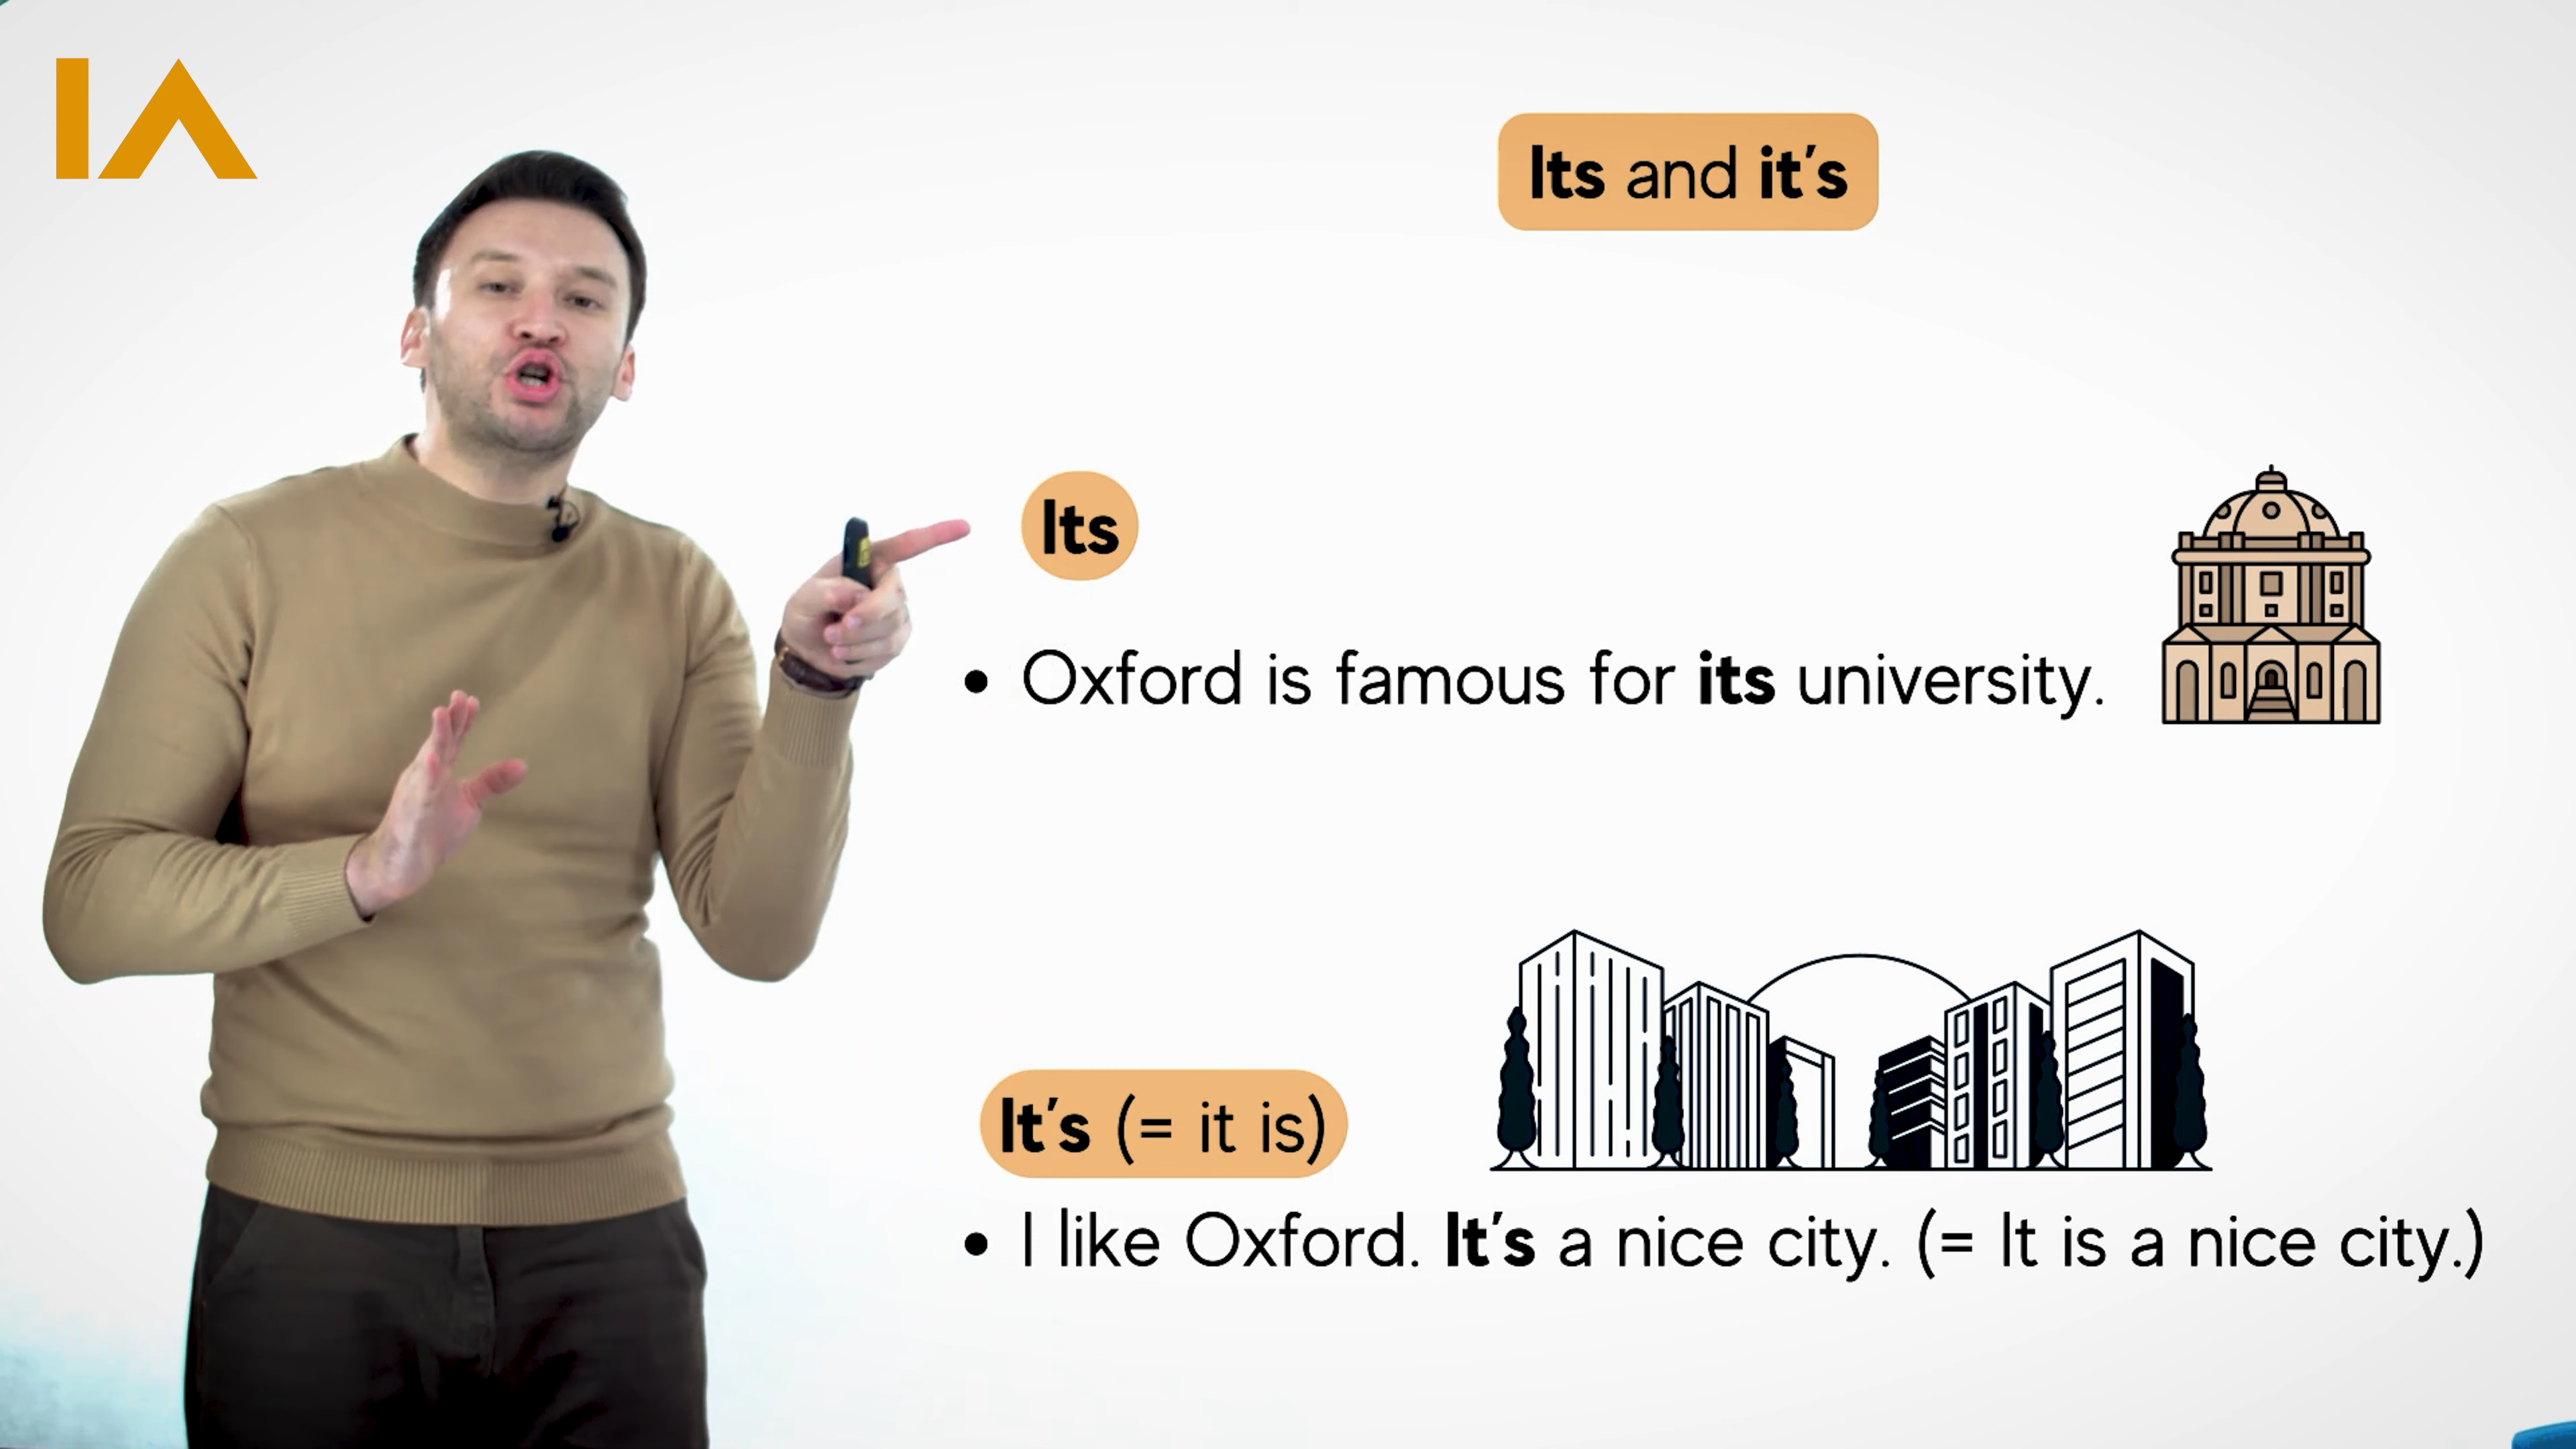 IA
Its and it's
Its
• Oxford is famous for its university.
It's (= it is)
• I like Oxford. It's a nice city. (= It is a nice city.)